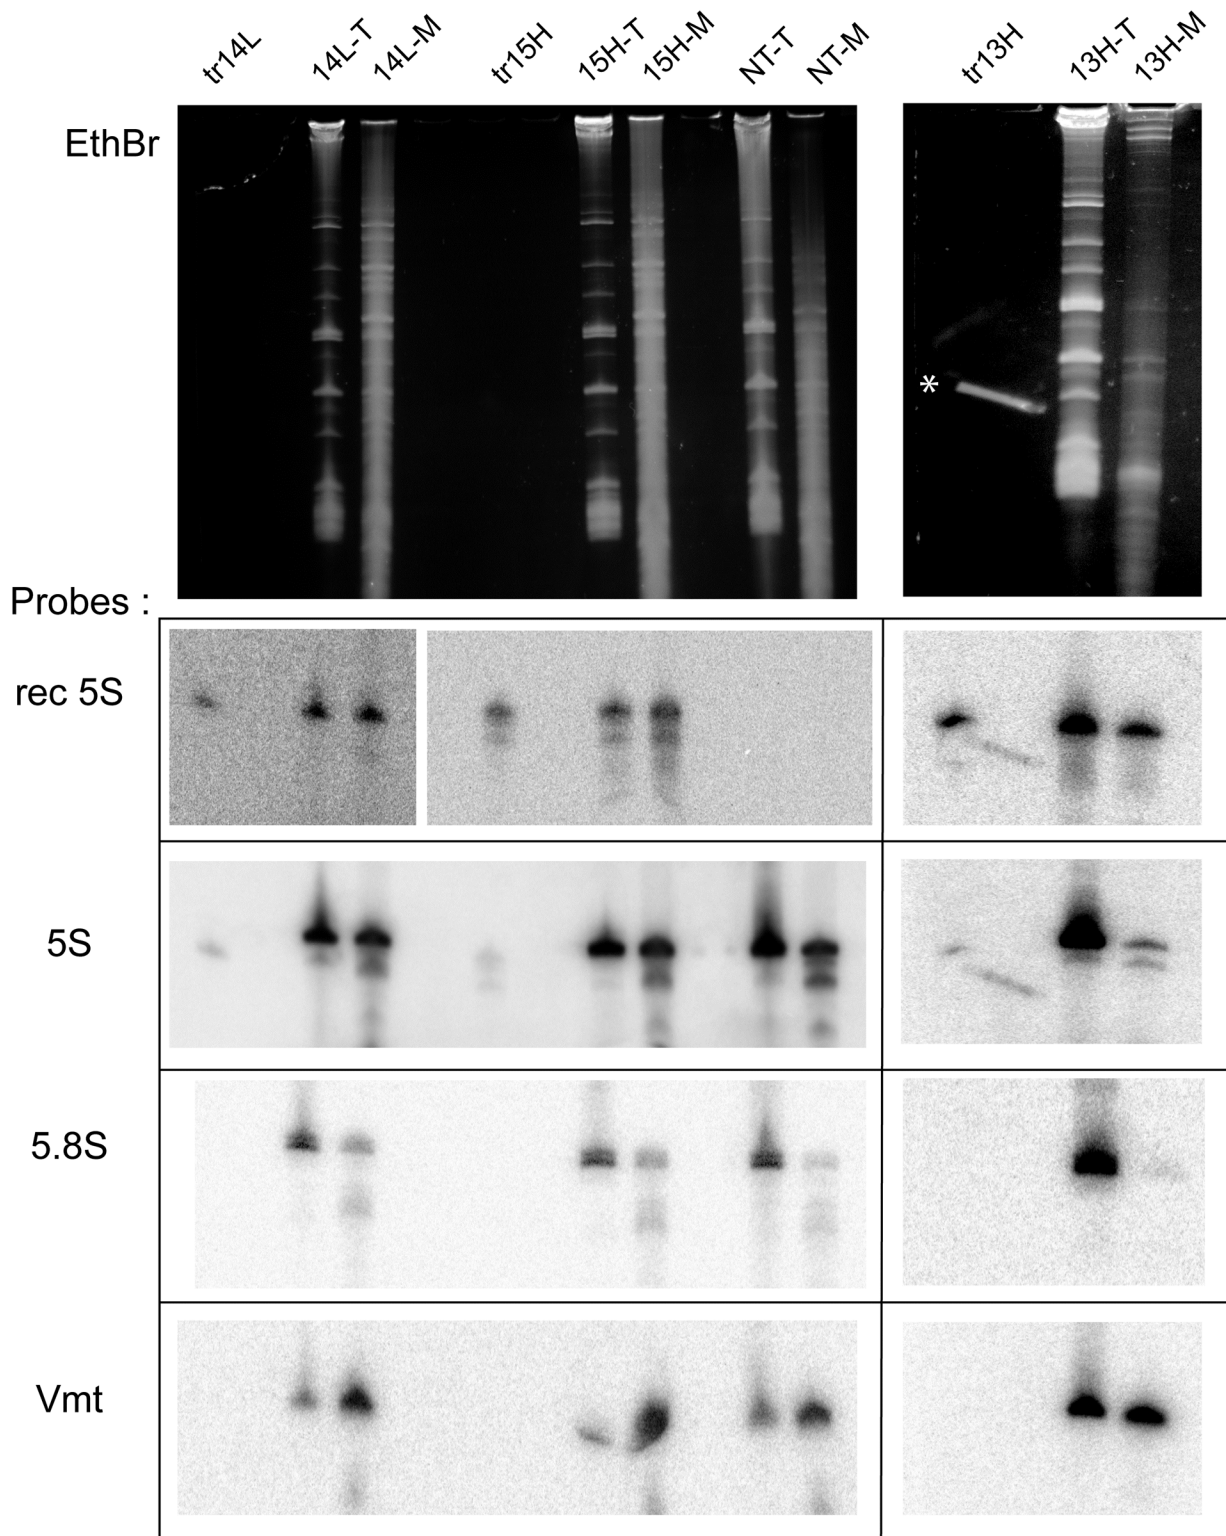 tr14L 14L-T 14L-M tr15H 15H-T 15H-M NT-T NT-M tr13H 13H-T 13H-M
EthBr
*
Probes :
rec 5S
5S
5.8S
Vmt